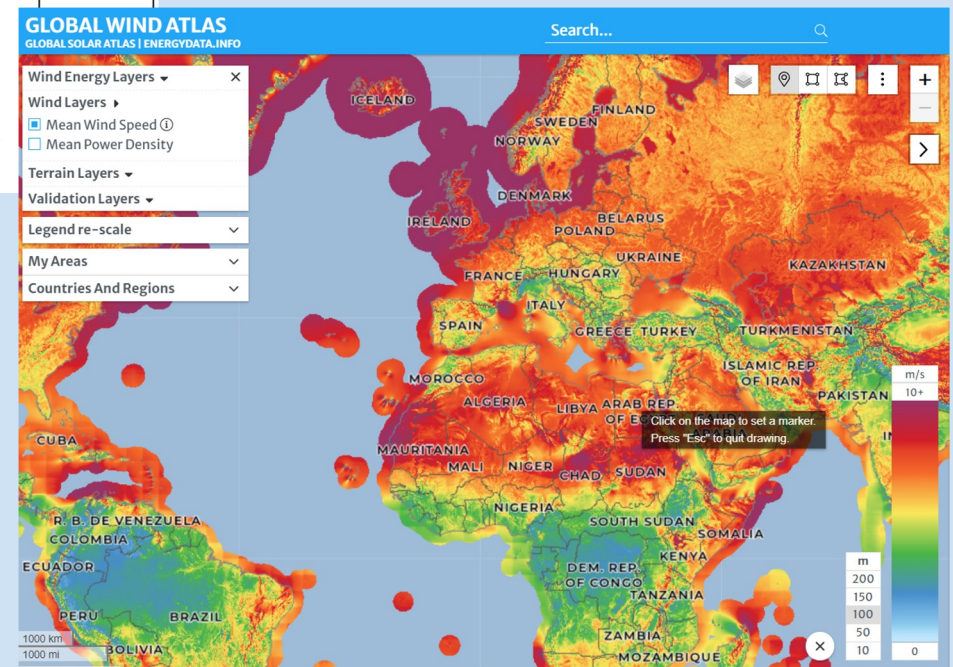 GLOBAL WIND ATLAS
GLOBAL SOLAR ATLAS | ENERGYDATA.INFO
Search...
Wind Energy Layers
Wind Layers
Mean Wind Speed
Mean Power Density
Terrain Layers
Validation Layers
Legend re-scale
My Areas
Countries And Regions
ICELAND
FINLAND
SWEDEN
NORWAY
DENMARK
IRELAND
BELARUS
POLAND
UKRAINE
KAZAKHSTAN
FRANCE
HUNGARY
ITALY
SPAIN
GREECE
TURKEY
TURKMENISTAN
ISLAMIC REP.
OF IRAN
MOROCCO
PAKISTAN
ALGERIA
LIBYA
ARAB REP.
Click on the map to set a marker.
Press "Esc" to quit drawing.
CUBA
MAURITANIA
MALI
NIGER
CHAD
SUDAN
NIGERIA
R. B. DE VENEZUELA
SOUTH SUDAN
COLOMBIA
SOMALIA
KENYA
ECUADOR
DEM. REP.
OF CONGO
TANZANIA
PERU
BRAZIL
ZAMBIA
BOLIVIA
MOZAMBIQUE
1000 km
1000 mi
m/s
10+
0
m
200
150
100
50
10